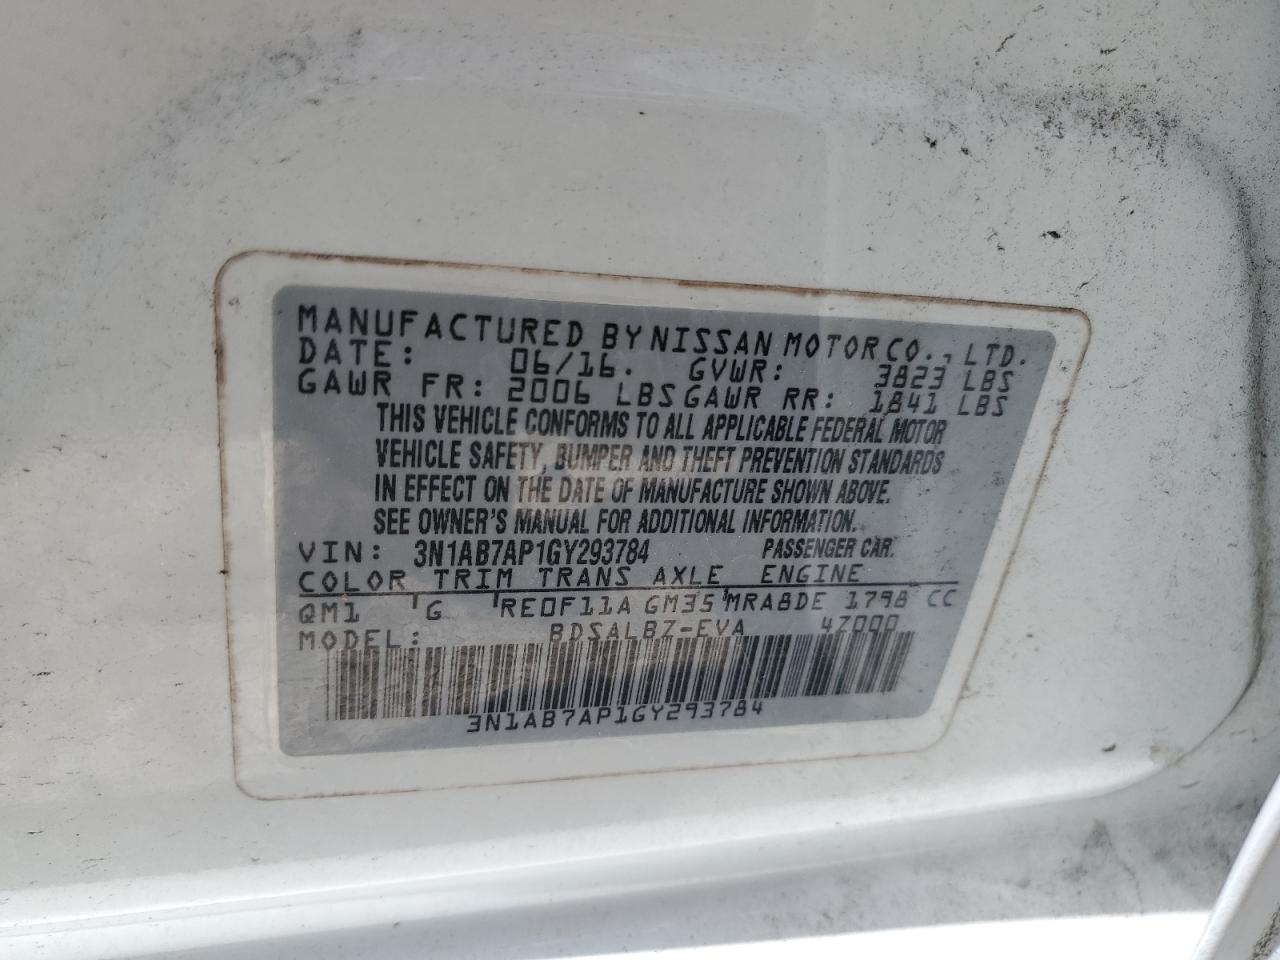 MANUFACTURED BY NISSAN MOTOR CO., LTD.
DATE: 06/16. GVWR: 3823 LBS
GAWR FR: 2006 LBS GAWR RR: 1841 LBS
THIS VEHICLE CONFORMS TO ALL APPLICABLE FEDERAL MOTOR
VEHICLE SAFETY, BUMPER AND THEFT PREVENTION STANDARDS
IN EFFECT ON THE DATE OF MANUFACTURE SHOWN ABOVE.
SEE OWNER'S MANUAL FOR ADDITIONAL INFORMATION.
VIN: 3N1AB7AP1GY293784 PASSENGER CAR.
COLOR TRIM TRANS AXLE ENGINE
QM1 ' G ' RE0F11A GM35 ' MRA8DE 1798 CC
MODEL: BDSALBZ-EVA 47000
3N1AB7AP1GY293784